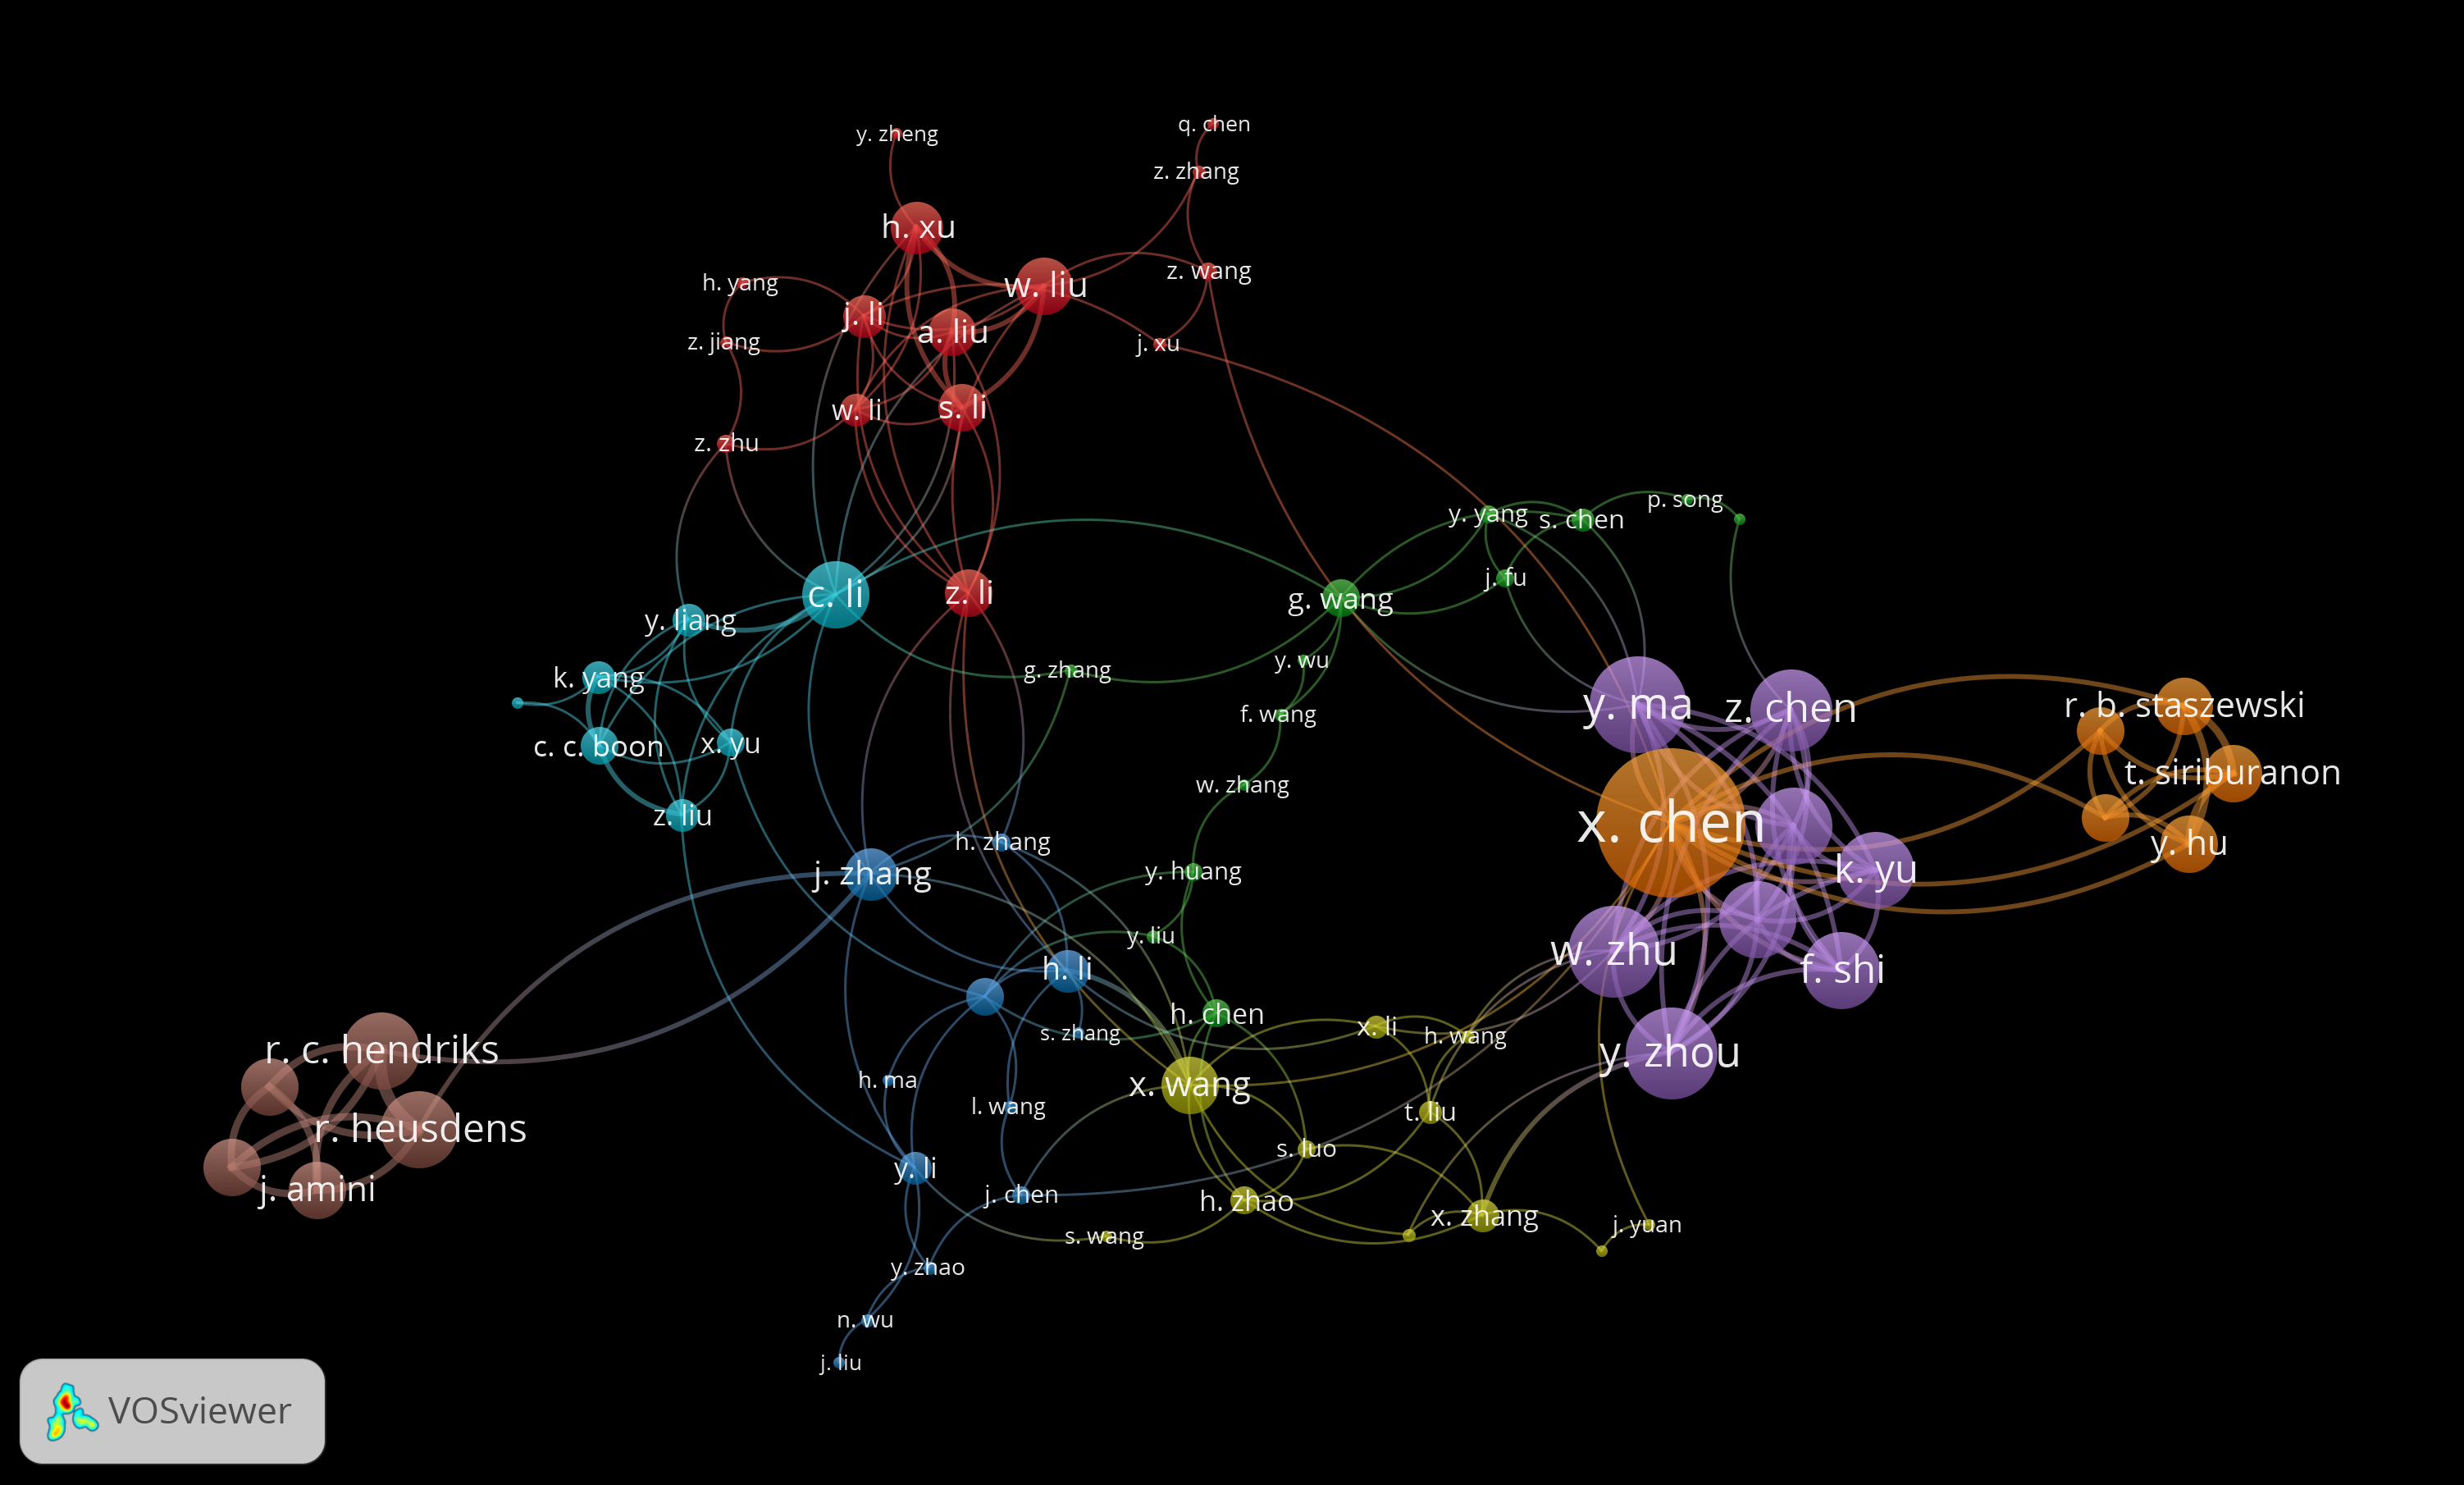 y. zheng
q. chen
z. zhang
h. xu
z. wang
h. yang
w. liu
j. li
a. liu
z. jiang
j. xu
w. li
s. li
z. zhu
p. song
y. yang
s. chen
j. fu
c. li
z. li
g. wang
y. liang
y. wu
g. zhang
k. yang
y. ma
z. chen
r. b. staszewski
f. wang
c. c. boon
x. yu
t. siriburanon
w. zhang
z. liu
x. chen
h. zhang
y. hu
j. zhang
y. huang
k. yu
y. liu
w. zhu
h. li
f. shi
h. chen
s. zhang
x. li
h. wang
r. c. hendriks
y. zhou
h. ma
x. wang
l. wang
t. liu
r. heusdens
s. luo
y. li
j. amini
j. chen
h. zhao
x. zhang
j. yuan
s. wang
y. zhao
n. wu
j. liu
VOSviewer